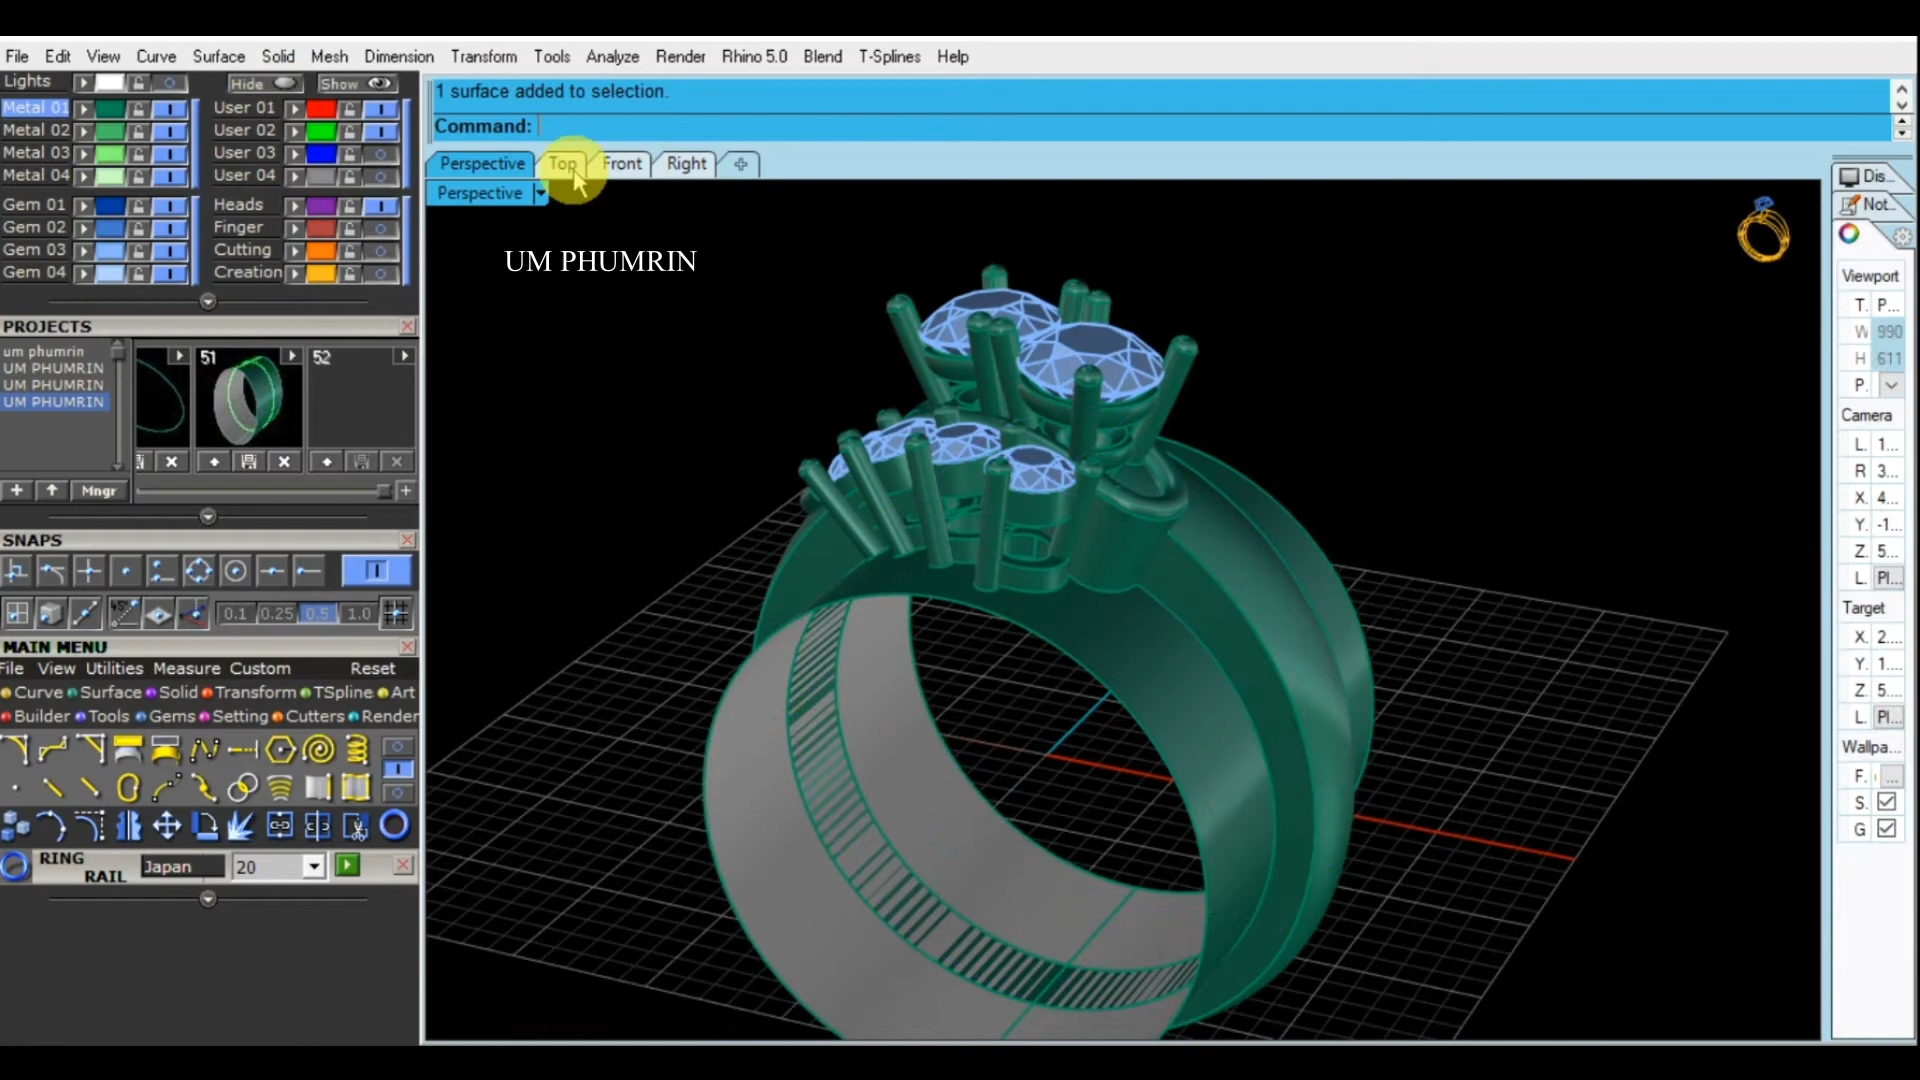 File Edit View Curve Surface Solid Mesh Dimension Transform Tools Analyze Render Rhino 5.0 Blend T-Splines Help
Lights Hide Show
Metal 01 User 01
Metal 02 User 02
Metal 03 User 03
Metal 04 User 04
Gem 01 Heads
Gem 02 Finger
Gem 03 Cutting
Gem 04 Creation
1 surface added to selection.
Command:
Perspective Top Front Right
Perspective
UM PHUMRIN
PROJECTS
um phumrin
UM PHUMRIN
UM PHUMRIN
UM PHUMRIN
51 52
Mngr
SNAPS
45°
0.1 0.25 0.5 1.0
MAIN MENU
File View Utilities Measure Custom Reset
Curve Surface Solid Transform TSpline Art
Builder Tools Gems Setting Cutters Render
RING RAIL Japan 20
Dis...
Not...
Viewport
T. P...
W 990
H 611
P.
Camera
L. 1...
R 3...
X. 4...
Y. -1...
Z. 5...
L. Pl...
Target
X. 2....
Y. 1....
Z. 5....
L. Pl...
Wallpa...
F. ...
S.
G